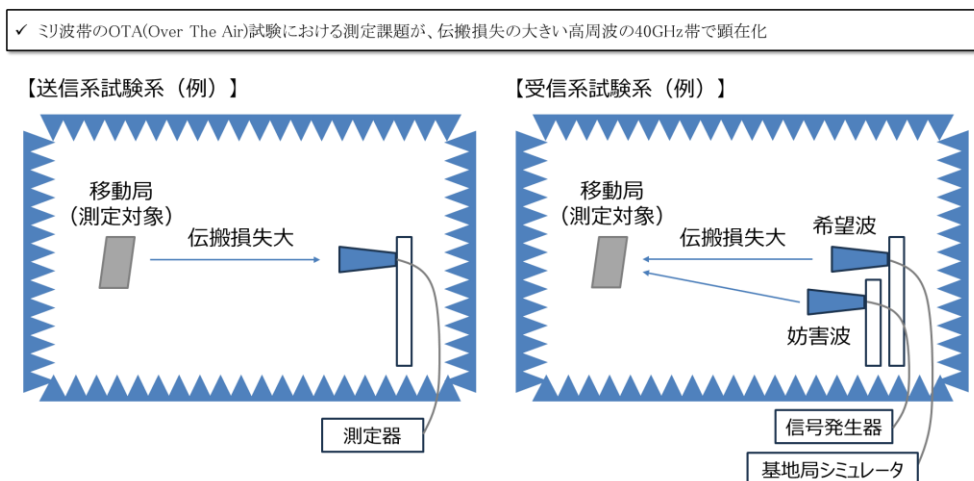 ✓ ミリ波帯のOTA(Over The Air)試験における測定課題が、伝搬損失の大きい高周波の40GHz帯で顕在化
【送信系試験系（例）】
移動局
（測定対象）
伝搬損失大
測定器
【受信系試験系（例）】
移動局
（測定対象）
伝搬損失大
希望波
妨害波
信号発生器
基地局シミュレータ